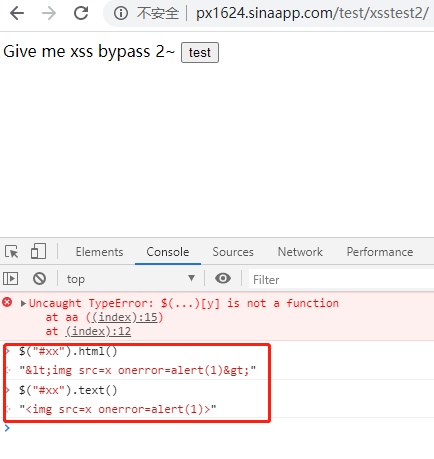 不安全 px1624.sinaapp.com/test/xsstest2/
Give me xss bypass 2~ test
Elements Console Sources Network Performance
top Filter
Uncaught TypeError: $(...)[y] is not a function
at aa ((index):15)
at (index):12
$("#xx").html()
"&lt;img src=x onerror=alert(1)&gt;"
$("#xx").text()
"<img src=x onerror=alert(1)>"